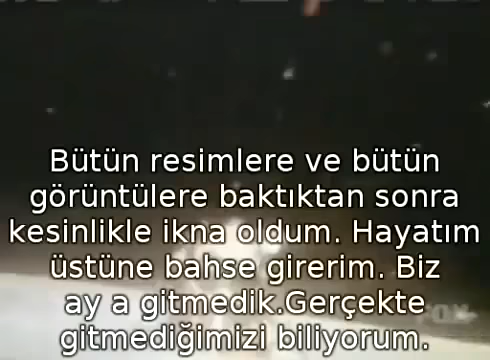 Bütün resimlere ve bütün
görüntülere baktıktan sonra
kesinlikle ikna oldum. Hayatım
üstüne bahse girerim. Biz
ay a gitmedik.Gerçekte
gitmediğimizi biliyorum.